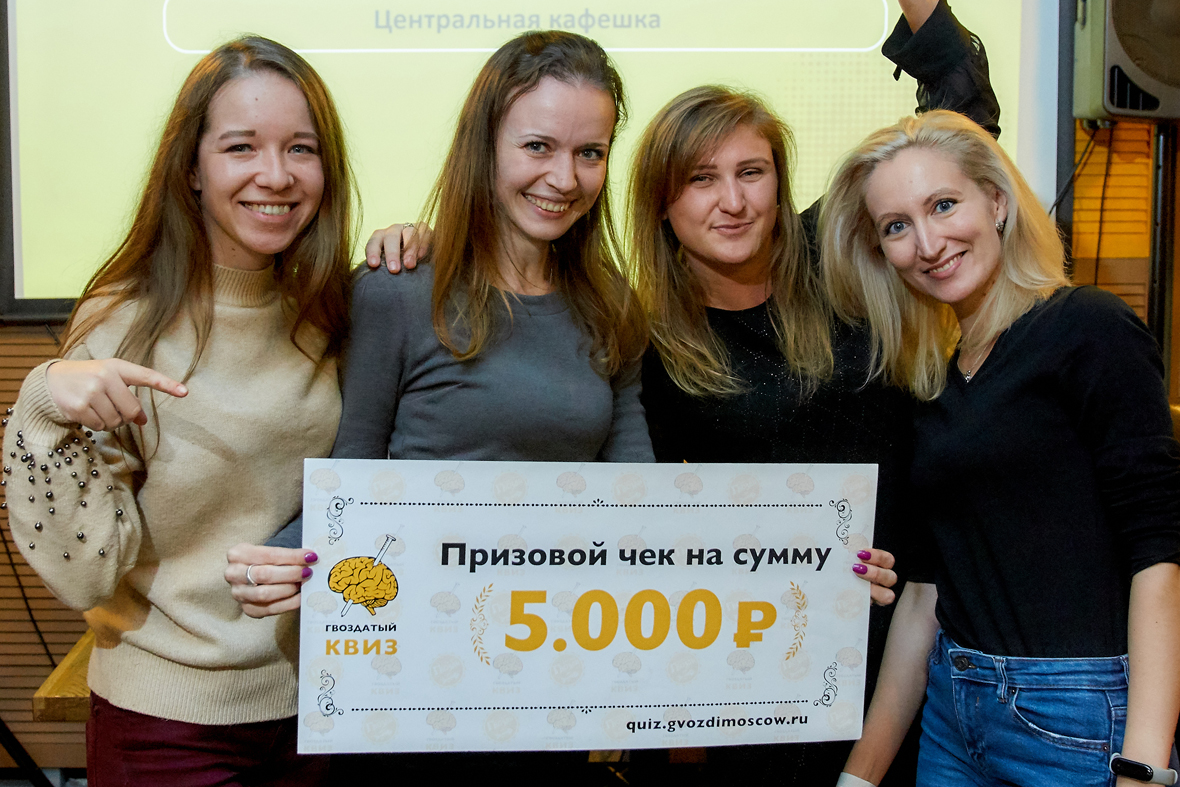 Центральная кафешка
Призовой чек на сумму
5.000 ₽
ГВОЗДАТЫЙ
КВИЗ
quiz.gvozdimoscow.ru